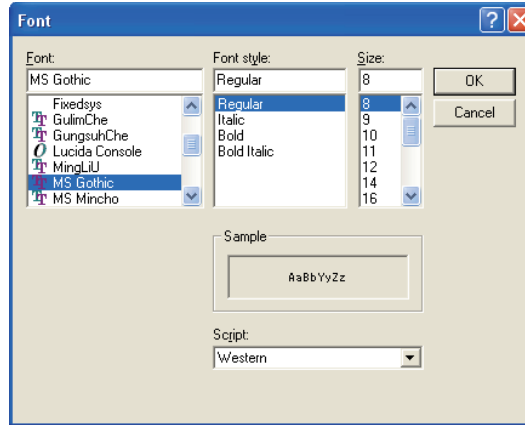 Font
Font:
MS Gothic
Fixedsys
GulimChe
GungsuhChe
Lucida Console
MingLiU
MS Gothic
MS Mincho
Font style:
Regular
Regular
Italic
Bold
Bold Italic
Size:
8
8
9
10
11
12
14
16
OK
Cancel
Sample
AaBbYyZz
Script:
Western